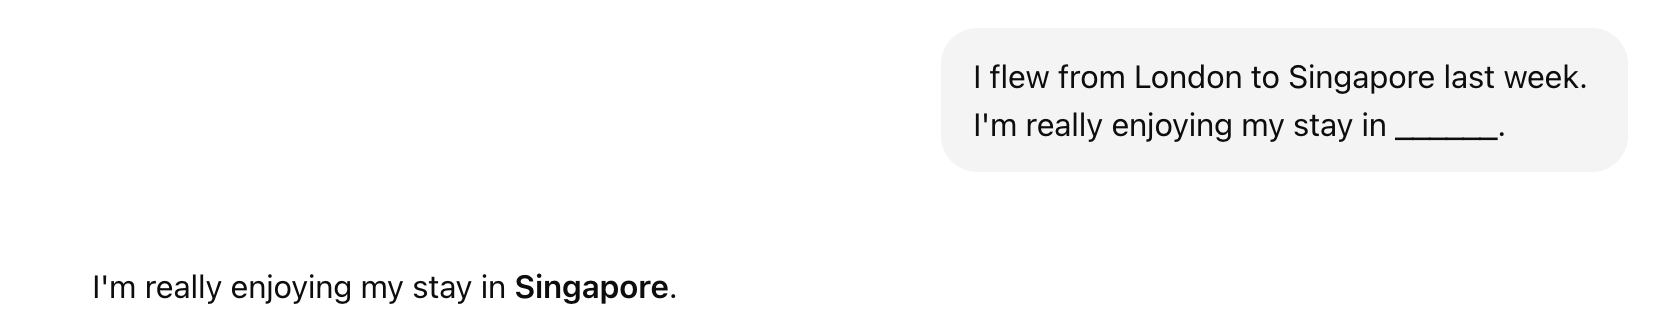 I flew from London to Singapore last week.
I'm really enjoying my stay in ______.
I'm really enjoying my stay in Singapore.